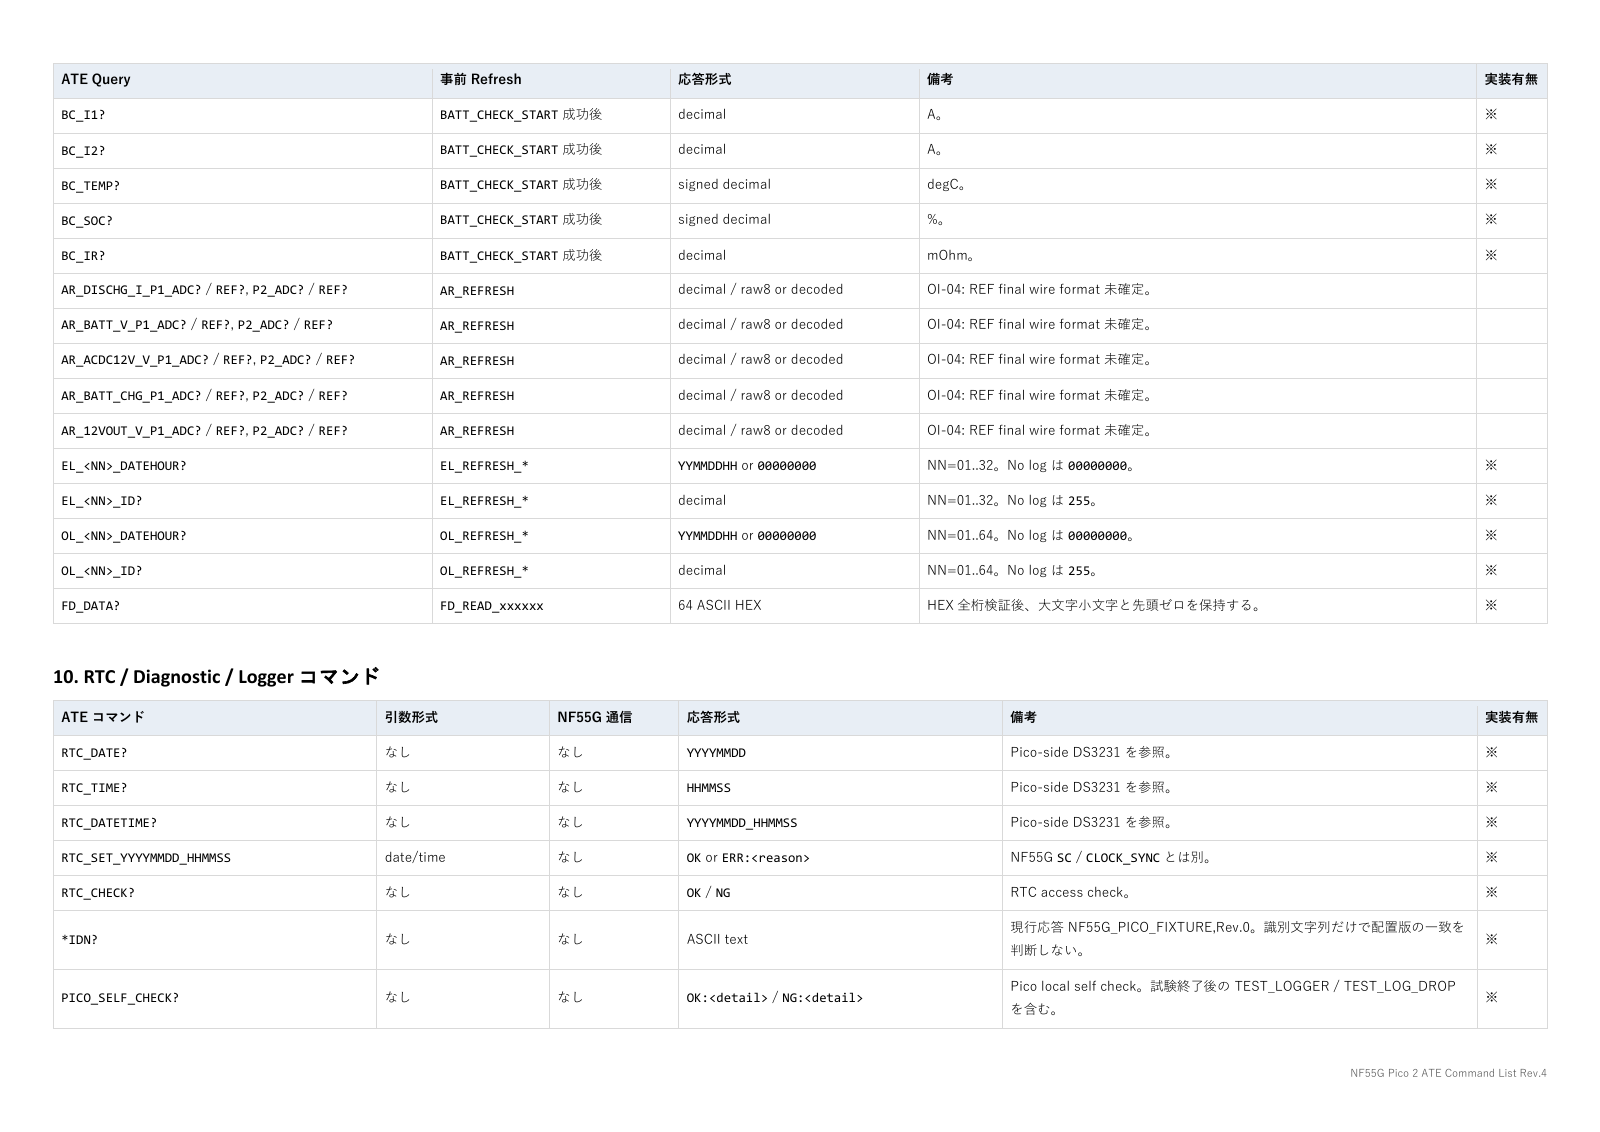 ATE Query 事前 Refresh 応答形式 備考 実装有無
BC_I1? BATT_CHECK_START 成功後 decimal A。 ※
BC_I2? BATT_CHECK_START 成功後 decimal A。 ※
BC_TEMP? BATT_CHECK_START 成功後 signed decimal degC。 ※
BC_SOC? BATT_CHECK_START 成功後 signed decimal %。 ※
BC_IR? BATT_CHECK_START 成功後 decimal mOhm。 ※
AR_DISCHG_I_P1_ADC? / REF?, P2_ADC? / REF? AR_REFRESH decimal / raw8 or decoded OI-04: REF final wire format 未確定。
AR_BATT_V_P1_ADC? / REF?, P2_ADC? / REF? AR_REFRESH decimal / raw8 or decoded OI-04: REF final wire format 未確定。
AR_ACDC12V_V_P1_ADC? / REF?, P2_ADC? / REF? AR_REFRESH decimal / raw8 or decoded OI-04: REF final wire format 未確定。
AR_BATT_CHG_P1_ADC? / REF?, P2_ADC? / REF? AR_REFRESH decimal / raw8 or decoded OI-04: REF final wire format 未確定。
AR_12VOUT_V_P1_ADC? / REF?, P2_ADC? / REF? AR_REFRESH decimal / raw8 or decoded OI-04: REF final wire format 未確定。
EL_<NN>_DATEHOUR? EL_REFRESH_* YYMMDDHH or 00000000 NN=01..32。No log は 00000000。 ※
EL_<NN>_ID? EL_REFRESH_* decimal NN=01..32。No log は 255。 ※
OL_<NN>_DATEHOUR? OL_REFRESH_* YYMMDDHH or 00000000 NN=01..64。No log は 00000000。 ※
OL_<NN>_ID? OL_REFRESH_* decimal NN=01..64。No log は 255。 ※
FD_DATA? FD_READ_xxxxxx 64 ASCII HEX HEX 全桁検証後、大文字小文字と先頭ゼロを保持する。 ※
10. RTC / Diagnostic / Logger コマンド
ATE コマンド 引数形式 NF55G 通信 応答形式 備考 実装有無
RTC_DATE? なし なし YYYYMMDD Pico-side DS3231 を参照。 ※
RTC_TIME? なし なし HHMMSS Pico-side DS3231 を参照。 ※
RTC_DATETIME? なし なし YYYYMMDD_HHMMSS Pico-side DS3231 を参照。 ※
RTC_SET_YYYYMMDD_HHMMSS date/time なし OK or ERR:<reason> NF55G SC / CLOCK_SYNC とは別。 ※
RTC_CHECK? なし なし OK / NG RTC access check。 ※
*IDN? なし なし ASCII text 現行応答 NF55G_PICO_FIXTURE,Rev.0。識別文字列だけで配置版の一致を
判断しない。 ※
PICO_SELF_CHECK? なし なし OK:<detail> / NG:<detail> Pico local self check。試験終了後の TEST_LOGGER / TEST_LOG_DROP
を含む。 ※
NF55G Pico 2 ATE Command List Rev.4